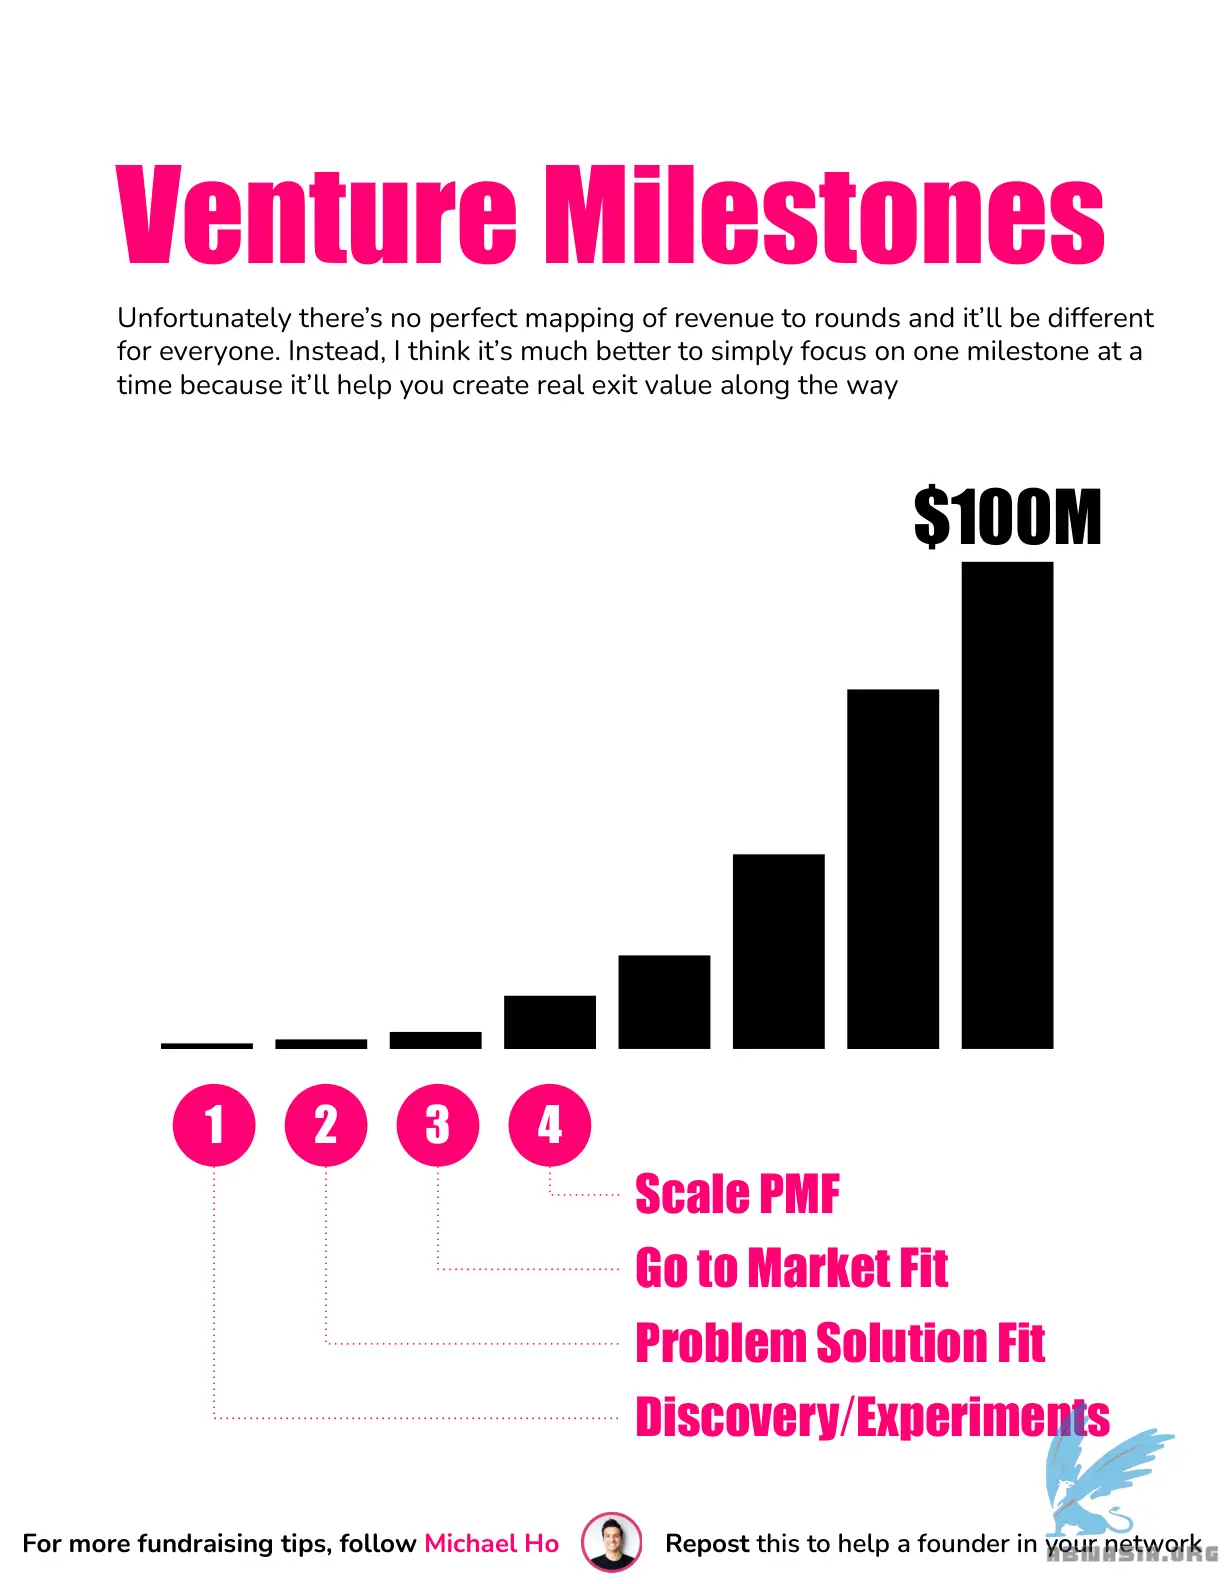 Venture Milestones
Unfortunately there’s no perfect mapping of revenue to rounds and it’ll be different
for everyone. Instead, I think it’s much better to simply focus on one milestone at a
time because it’ll help you create real exit value along the way
$100M
1 2 3 4
Scale PMF
Go to Market Fit
Problem Solution Fit
Discovery/Experiments
For more fundraising tips, follow Michael Ho
Repost this to help a founder in your network
ABMASIA.ORG